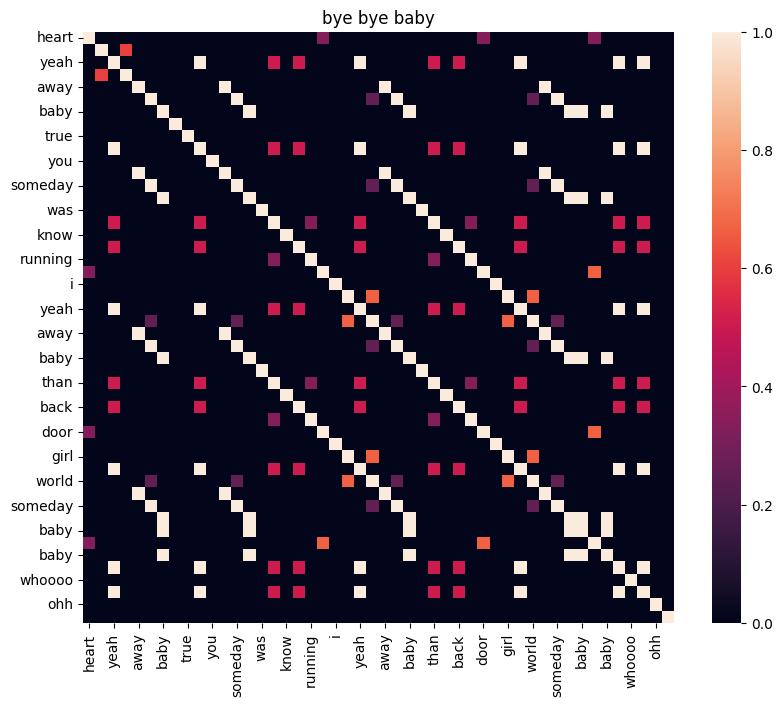 bye bye baby
heart
yeah
away
baby
true
you
someday
was
know
running
i
yeah
away
baby
than
back
door
girl
world
someday
baby
baby
whoooo
ohh
1.0
0.8
0.6
0.4
0.2
0.0
heart
yeah
away
baby
true
you
someday
was
know
running
i
yeah
away
baby
than
back
door
girl
world
someday
baby
baby
whoooo
ohh